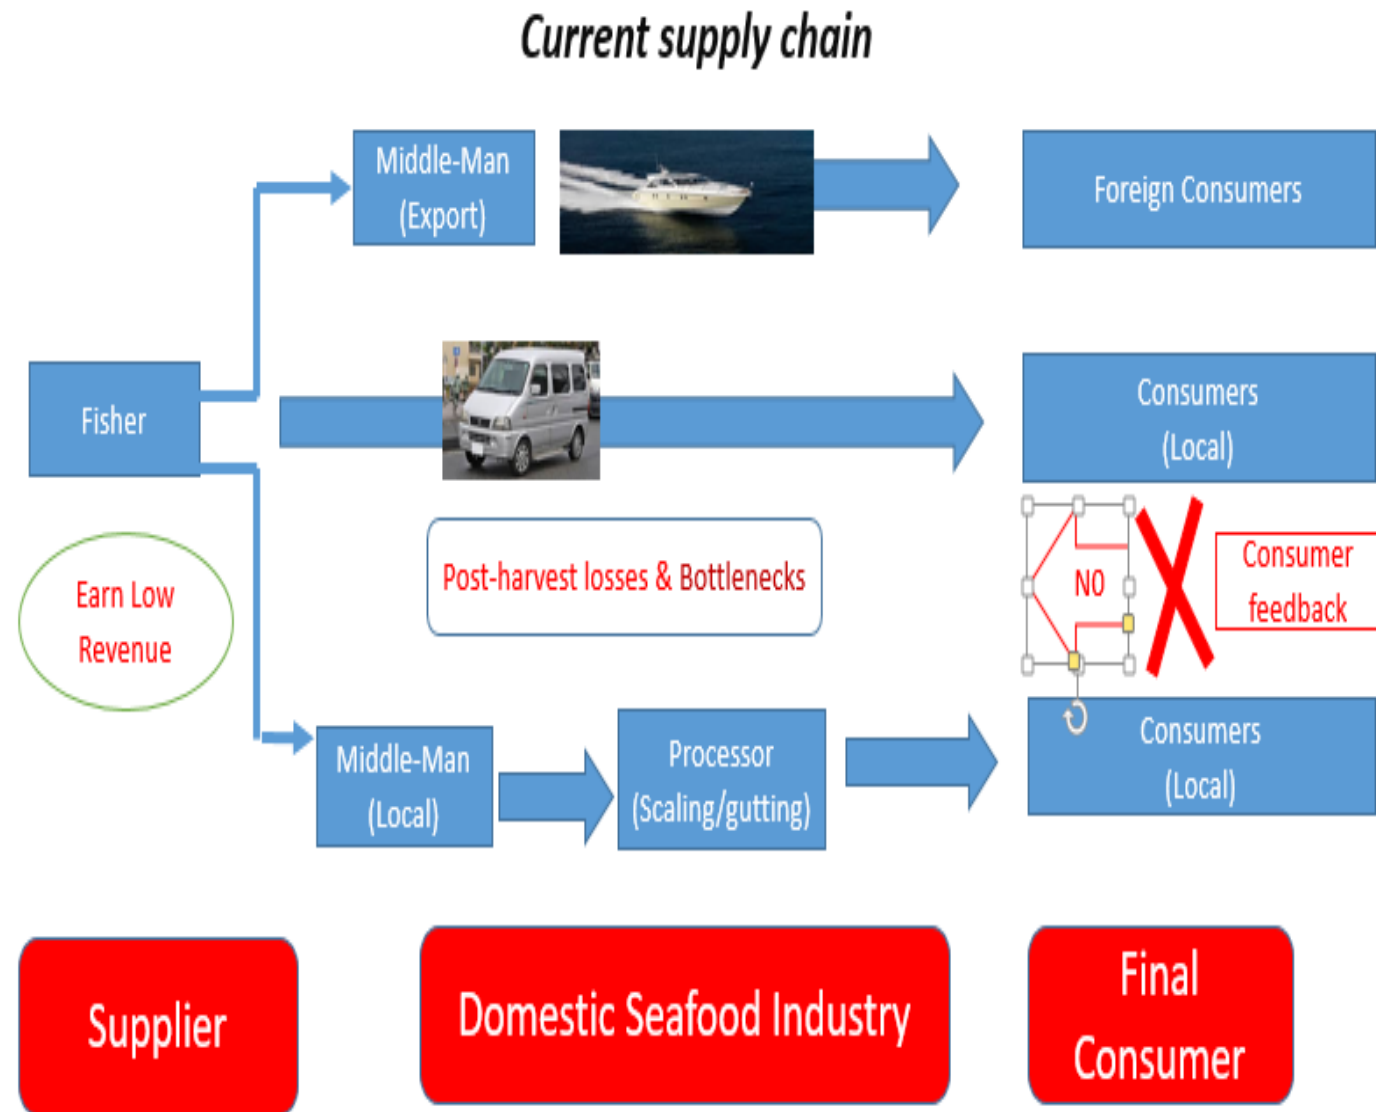 Current supply chain
Middle-Man
(Export)
Foreign Consumers
Fisher
Consumers
(Local)
Earn Low
Revenue
Post-harvest losses & Bottlenecks
N0
Consumer
feedback
Middle-Man
(Local)
Processor
(Scaling/gutting)
Consumers
(Local)
Supplier
Domestic Seafood Industry
Final
Consumer